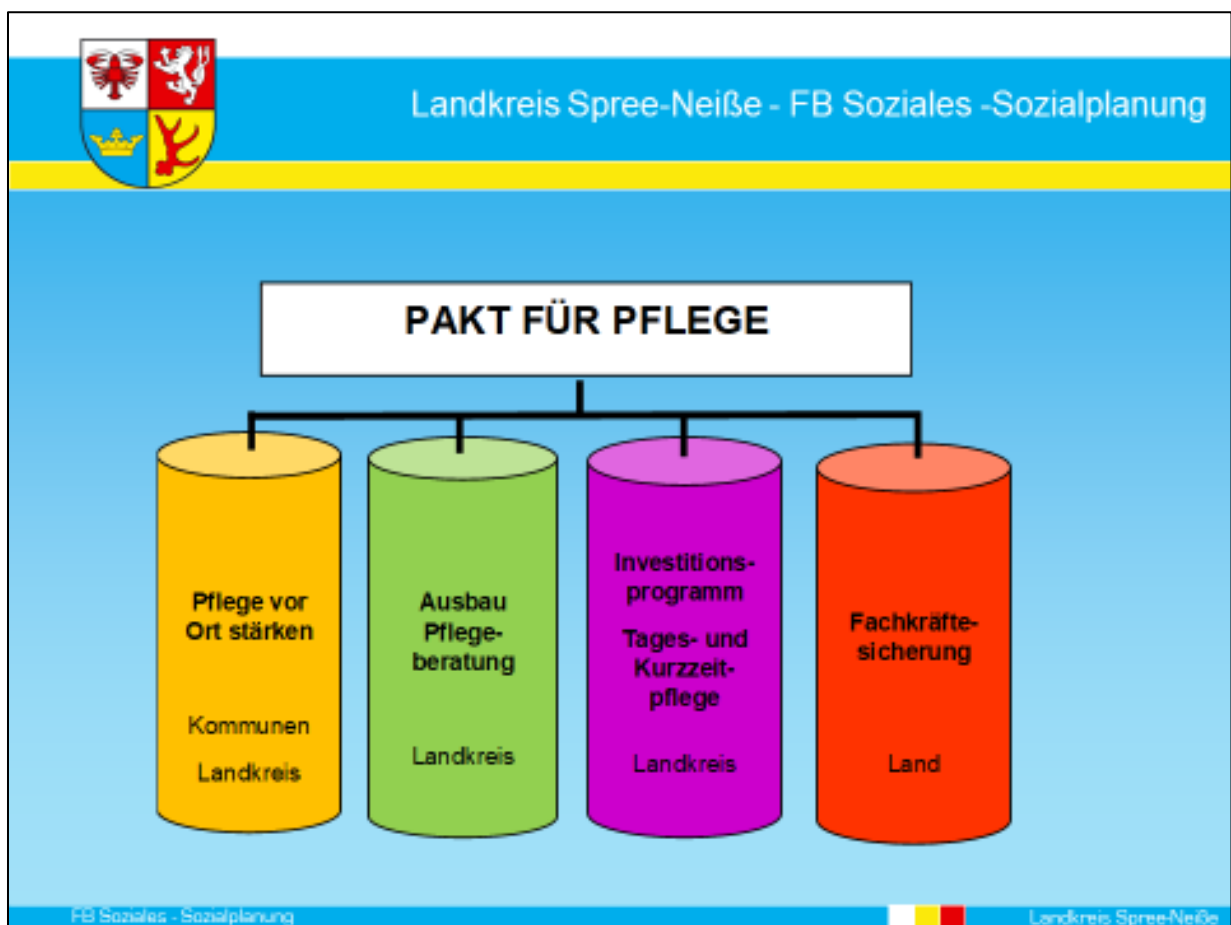 Landkreis Spree-Neiße - FB Soziales -Sozialplanung
PAKT FÜR PFLEGE
Pflege vor
Ort stärken
Kommunen
Landkreis
Ausbau
Pflege-
beratung
Landkreis
Investitions-
programm
Tages- und
Kurzzeit-
pflege
Landkreis
Fachkräfte-
sicherung
Land
FB Soziales - Sozialplanung
Landkreis Spree-Neiße